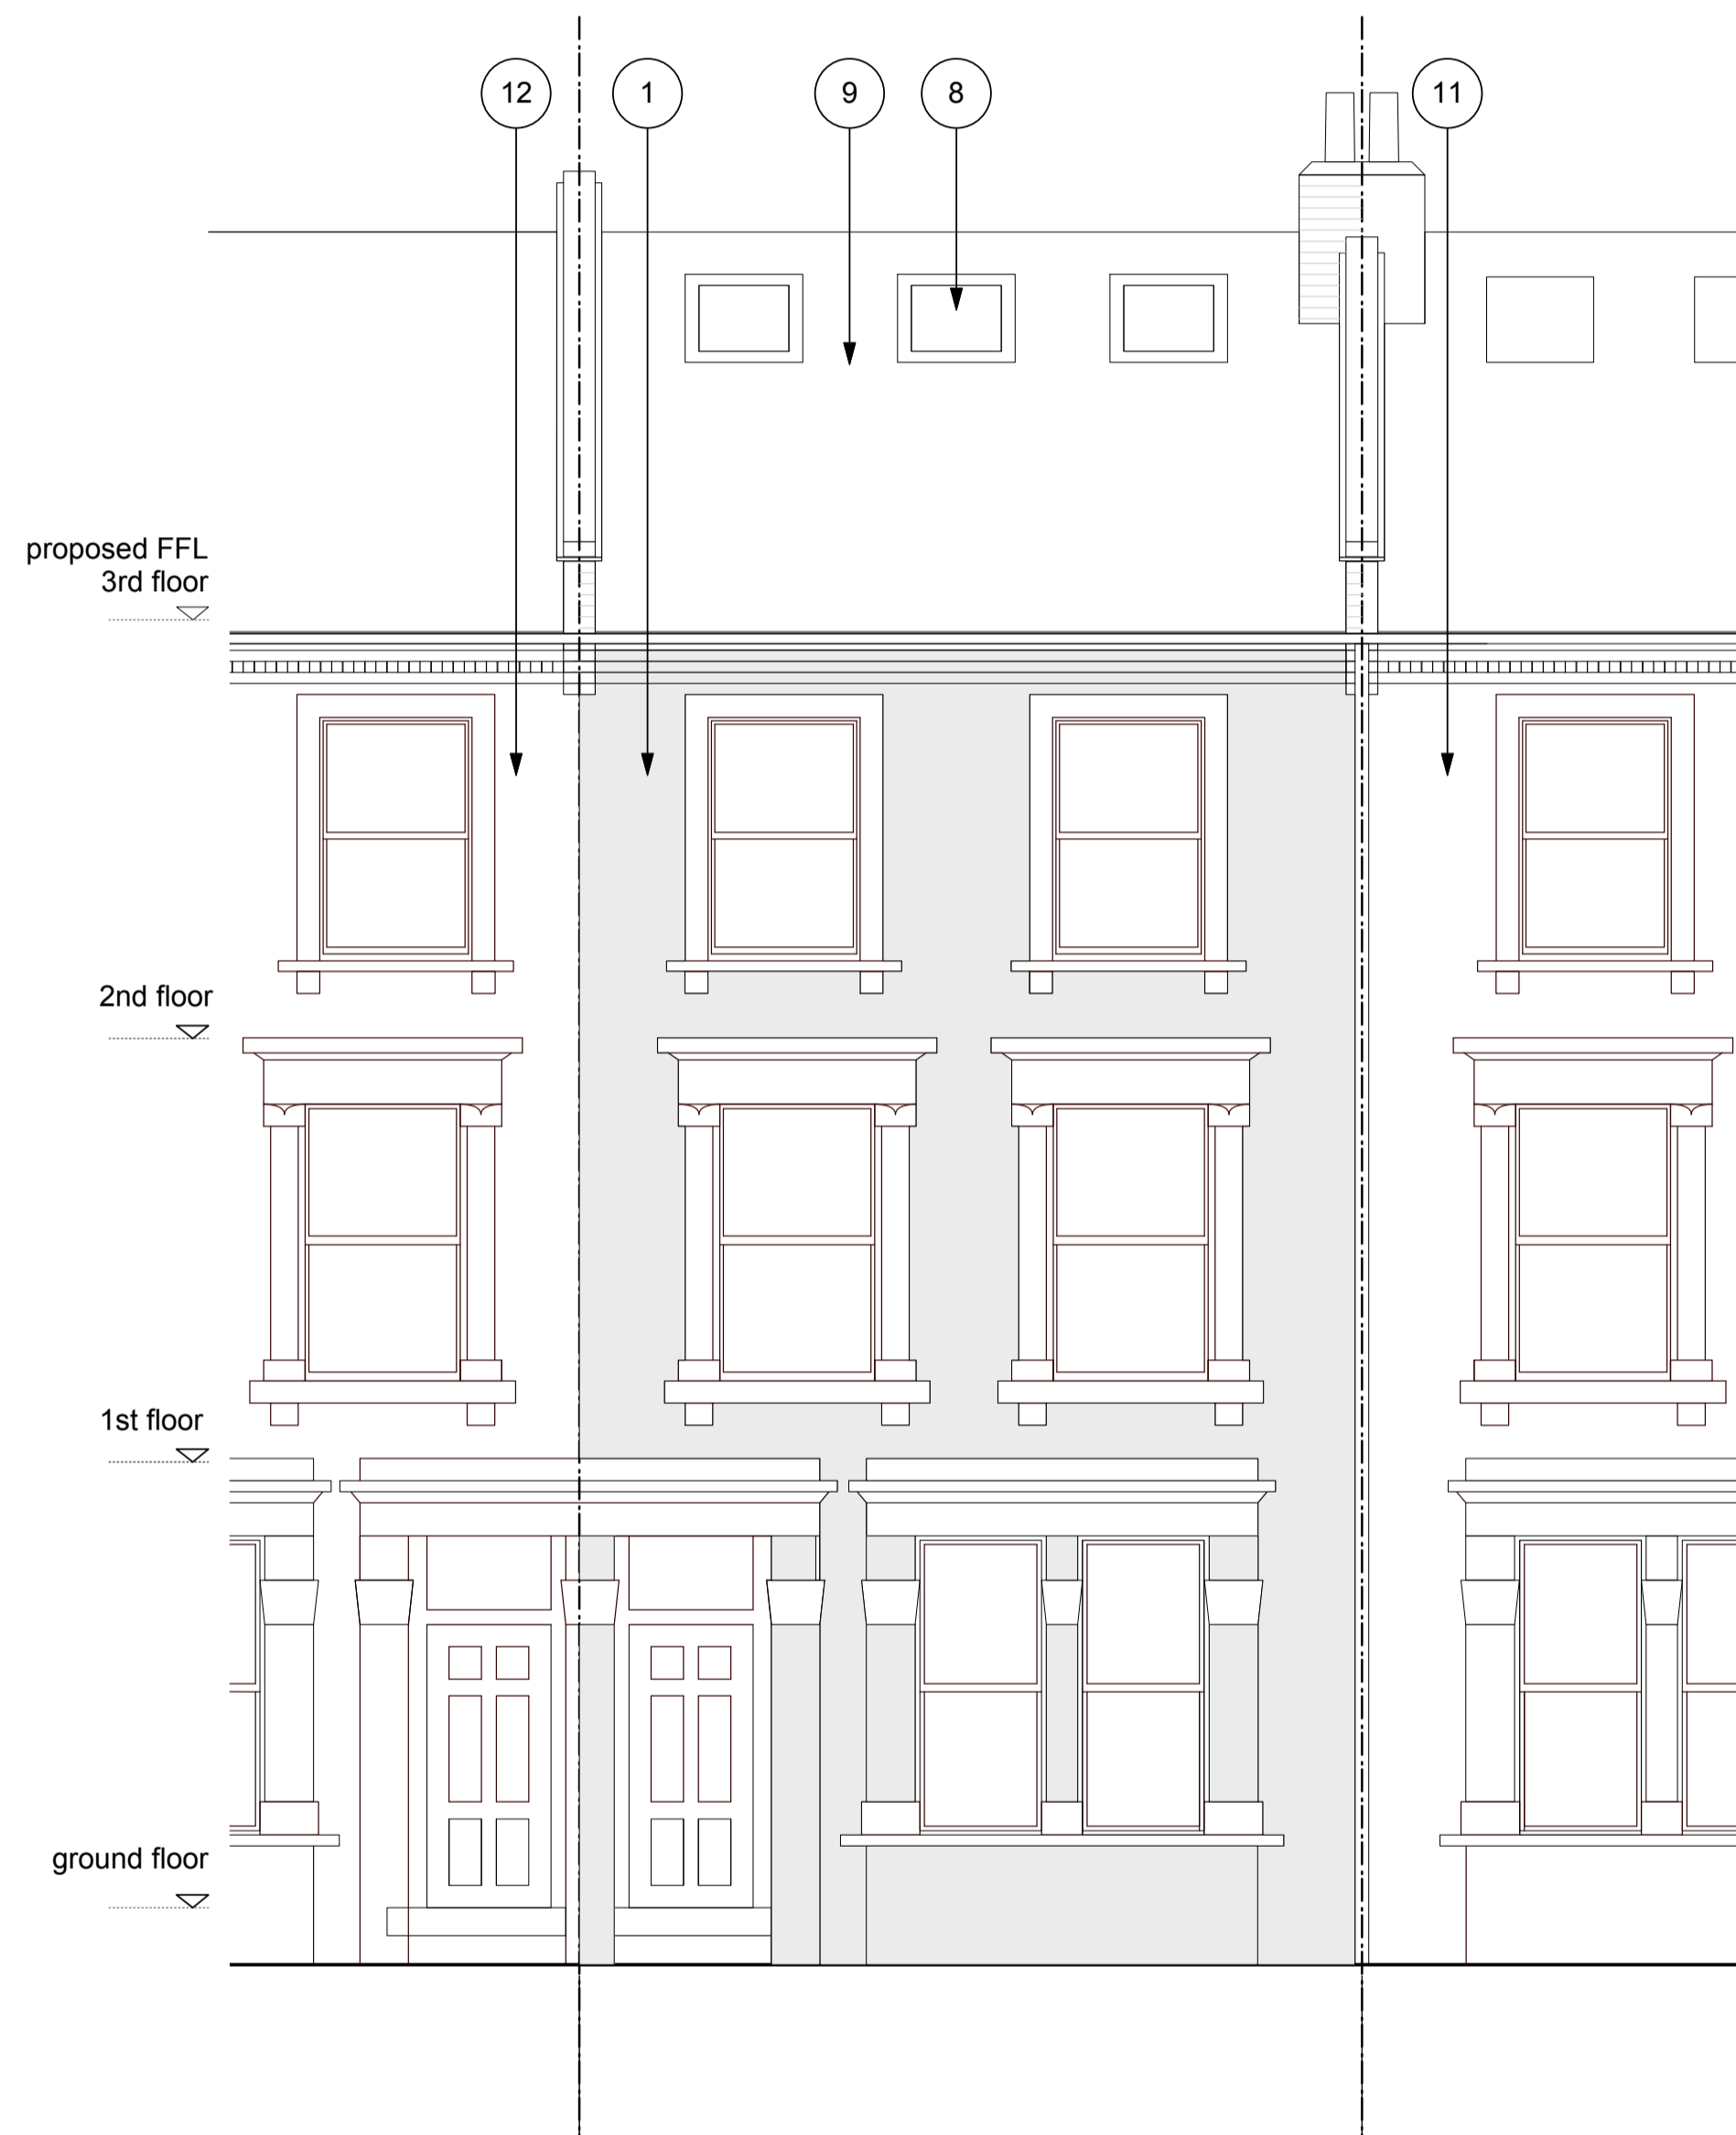 12
1
9
8
11
proposed FFL
3rd floor
2nd floor
1st floor
ground floor